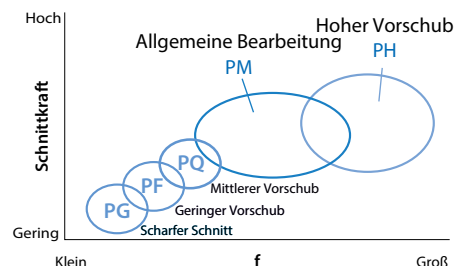 Hoch
Hoher Vorschub
Allgemeine Bearbeitung
PH
PM
Schnittkraft
PQ
Mittlerer Vorschub
PF
Geringer Vorschub
PG
Scharfer Schnitt
Gering
Klein
f
Groß